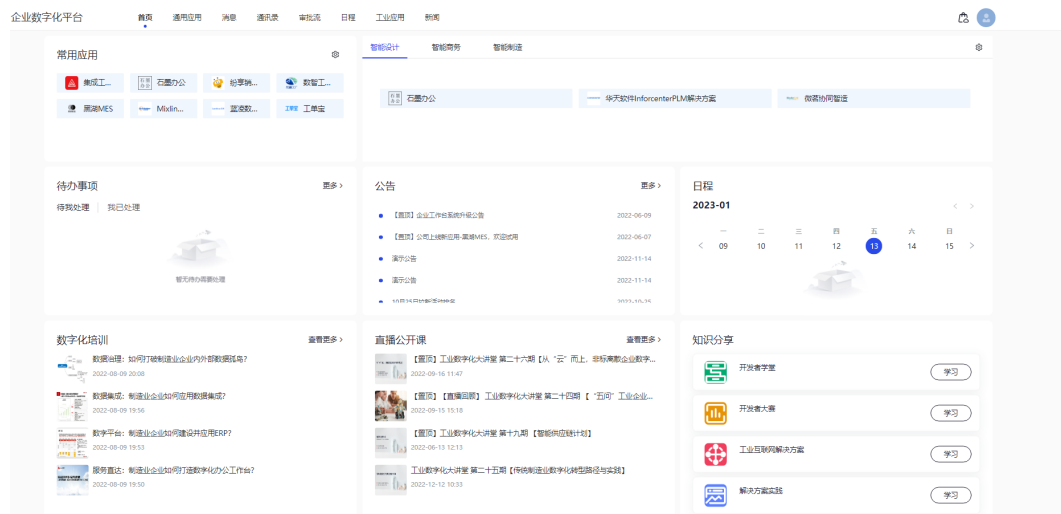 企业数字化平台
首页 通用应用 消息 通讯录 审批流 日程 工业应用 新闻
常用应用
集成工... 石墨办公 纷享销... 数智工...
黑湖MES Mixlin... 蓝凌数... 工单宝
智能设计 智能商务 智能制造
石墨办公 华天软件InforcenterPLM解决方案 微茗协同智造
待办事项 更多
待我处理 我已处理
暂无待办需要处理
公告 更多
【置顶】企业工作台系统升级公告 2022-06-09
【置顶】公司上线新应用-黑湖MES，欢迎试用 2022-06-07
演示公告 2022-11-14
演示公告 2022-11-14
2022-10-25
日程
2023-01
一 二 三 四 五 六 日
09 10 11 12 13 14 15
数字化培训 查看更多
数据治理：如何打破制造业企业内外部数据孤岛?
2022-08-09 20:08
数据集成：制造业企业如何应用数据集成?
2022-08-09 19:56
数字平台：制造业企业如何建设并应用ERP?
2022-08-09 19:53
服务直达：制造业企业如何打造数字化办公工作台?
2022-08-09 19:50
直播公开课 查看更多
【置顶】工业数字化大讲堂 第二十六期【从“云”而上，非标离散企业数字...
2022-09-16 11:47
【置顶】【直播回顾】 工业数字化大讲堂 第二十四期 【 “五问”工业企业...
2022-09-15 15:18
【置顶】工业数字化大讲堂 第十九期 【智能供应链计划】
2022-06-13 12:13
工业数字化大讲堂 第二十五期【传统制造业数字化转型路径与实践】
2022-12-12 10:33
知识分享
开发者学堂 学习
开发者大赛 学习
工业互联网解决方案 学习
解决方案实践 学习